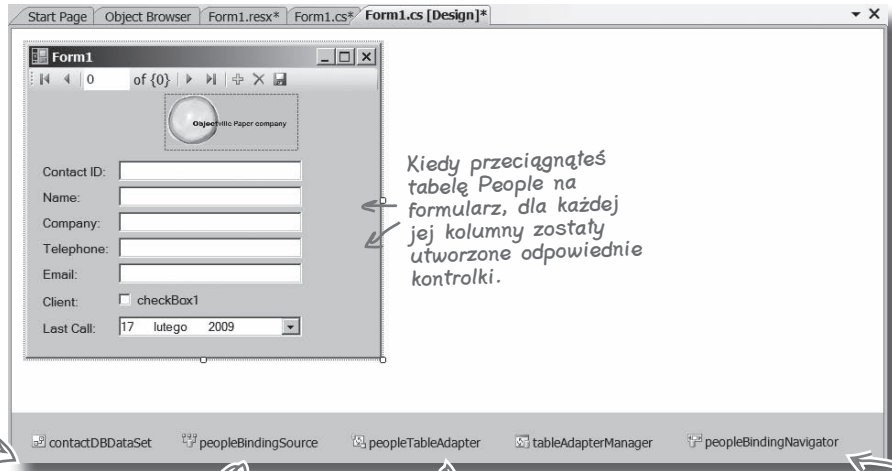 Start Page Object Browser Form1.resx* Form1.cs* Form1.cs [Design]*
Form1
0 of {0}
Objectville Paper company
Contact ID:
Name:
Company:
Telephone:
Email:
Client: checkBox1
Last Call: 17 lutego 2009
Kiedy przeciągnąłeś
tabelę People na
formularz, dla każdej
jej kolumny zostały
utworzone odpowiednie
kontrolki.
contactDBDataSet peopleBindingSource peopleTableAdapter tableAdapterManager peopleBindingNavigator